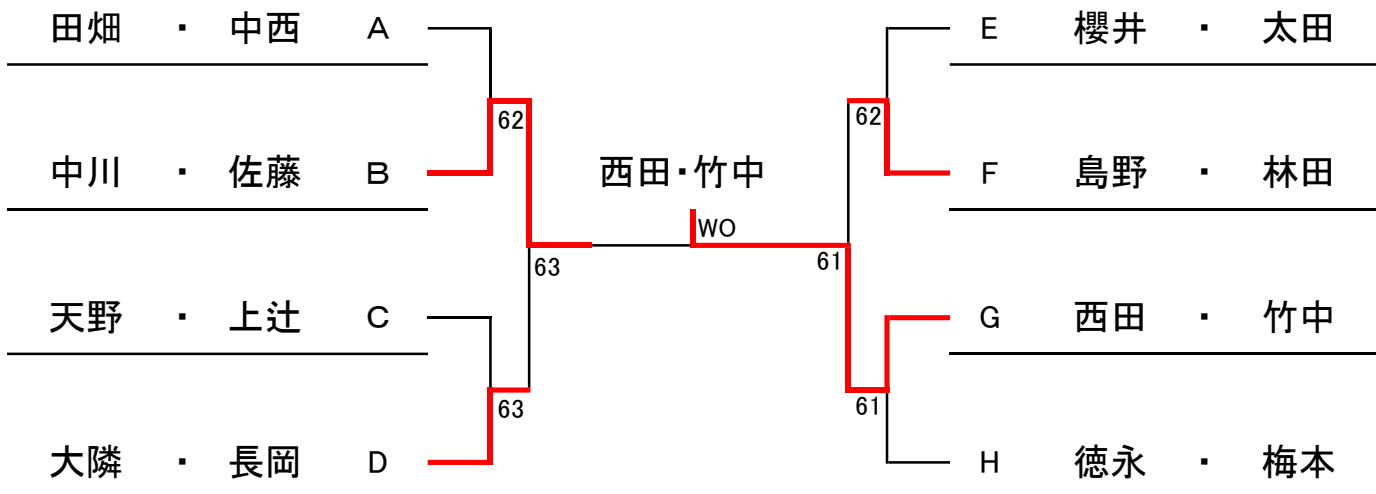 田畑 ・ 中西 A
E 櫻井 ・ 太田
62
62
中川 ・ 佐藤 B
西田・竹中
F 島野 ・ 林田
WO
63
61
天野 ・ 上辻 C
G 西田 ・ 竹中
63
61
大隣 ・ 長岡 D
H 徳永 ・ 梅本